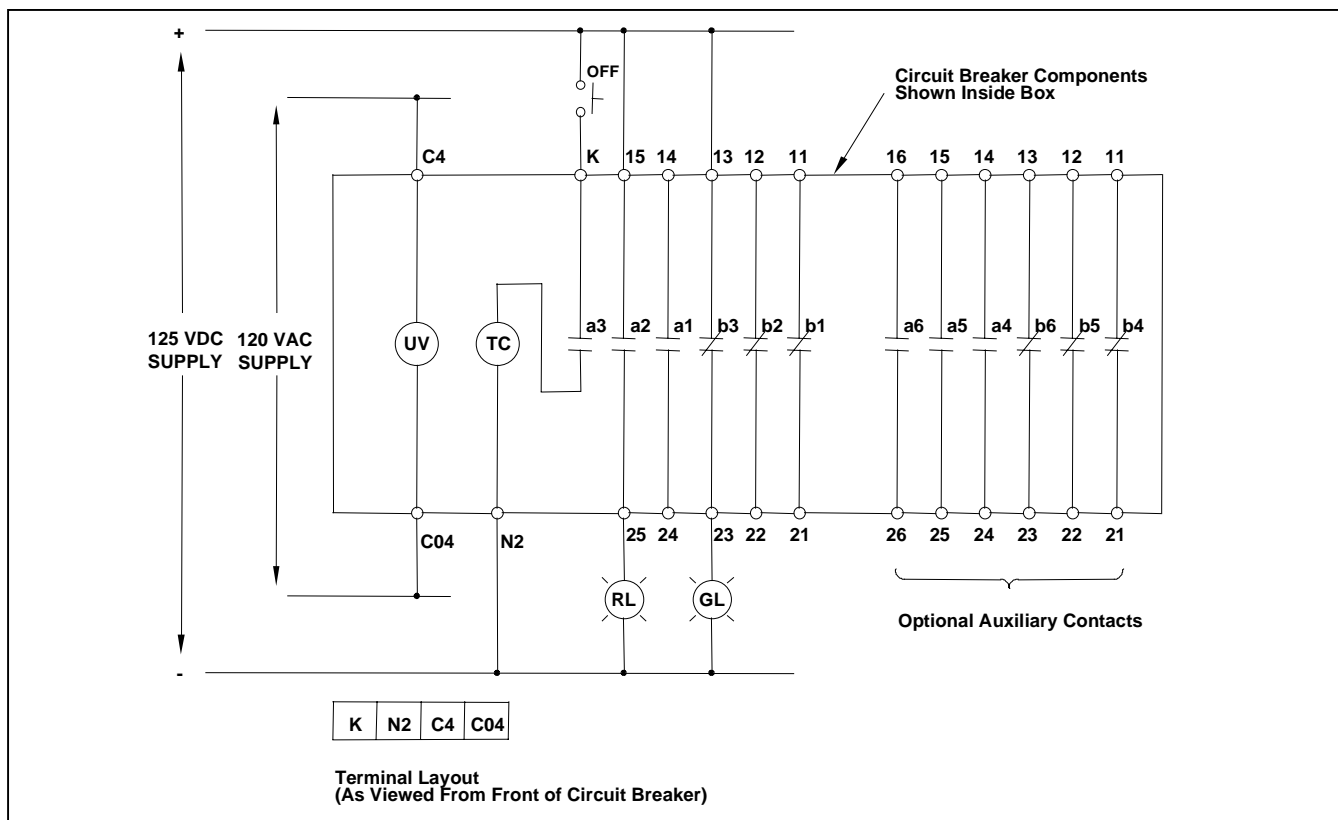 +
OFF
Circuit Breaker Components
Shown Inside Box
C4
K 15 14 13 12 11
16 15 14 13 12 11
125 VDC
SUPPLY
120 VAC
SUPPLY
UV
TC
a3 a2 a1 b3 b2 b1
a6 a5 a4 b6 b5 b4
C04 N2
25 24 23 22 21
26 25 24 23 22 21
RL
GL
Optional Auxiliary Contacts
-
K N2 C4 C04
Terminal Layout
(As Viewed From Front of Circuit Breaker)